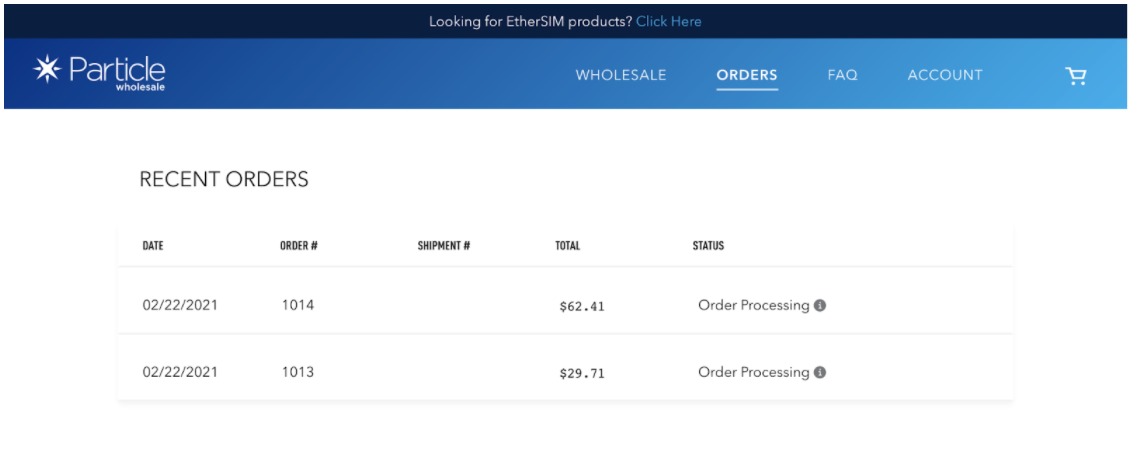 Looking for EtherSIM products? Click Here
Particle
wholesale
WHOLESALE ORDERS FAQ ACCOUNT
RECENT ORDERS
DATE ORDER # SHIPMENT # TOTAL STATUS
02/22/2021 1014 $62.41 Order Processing
02/22/2021 1013 $29.71 Order Processing